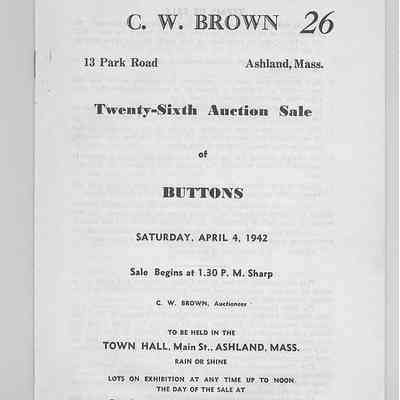 C. W. BROWN 26
13 Park Road Ashland, Mass.
Twenty-Sixth Auction Sale
of
BUTTONS
SATURDAY, APRIL 4, 1942
Sale Begins at 1.30 P. M. Sharp
C. W. BROWN, Auctioneer
TO BE HELD IN THE
TOWN HALL, Main St., ASHLAND, MASS.
RAIN OR SHINE
LOTS ON EXHIBITION AT ANY TIME UP TO NOON
THE DAY OF THE SALE AT